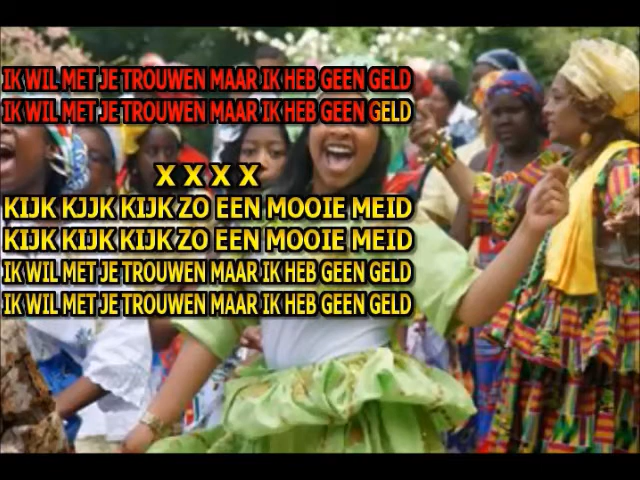 IK WIL MET JE TROUWEN MAAR IK HEB GEEN GELD
IK WIL MET JE TROUWEN MAAR IK HEB GEEN GELD
X X X X
KIJK KJJK KIJK ZO EEN MOOIE MEID
KIJK KIJK KIJK ZO EEN MOOIE MEID
IK WIL MET JE TROUWEN MAAR IK HEB GEEN GELD
IK WIL MET JE TROUWEN MAAR IK HEB GEEN GELD